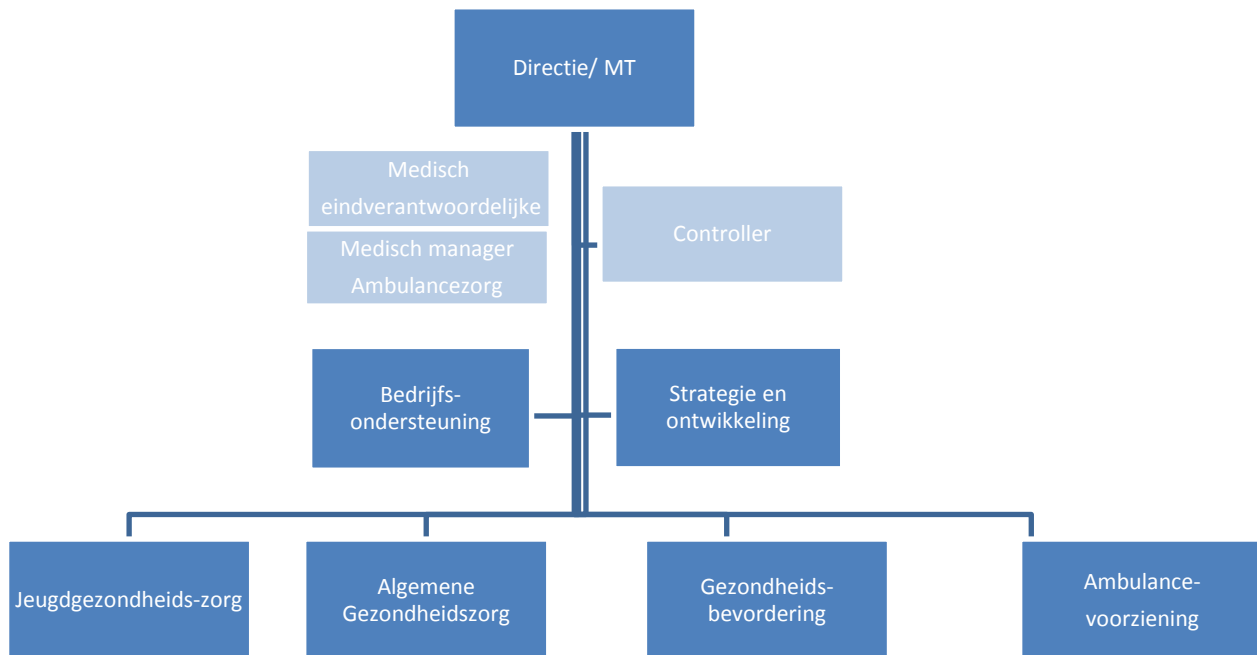 Directie/ MT
Medisch
eindverantwoordelijke
Medisch manager
Ambulancezorg
Controller
Bedrijfs-
ondersteuning
Strategie en
ontwikkeling
Jeugdgezondheids-zorg
Algemene
Gezondheidszorg
Gezondheids-
bevordering
Ambulance-
voorziening